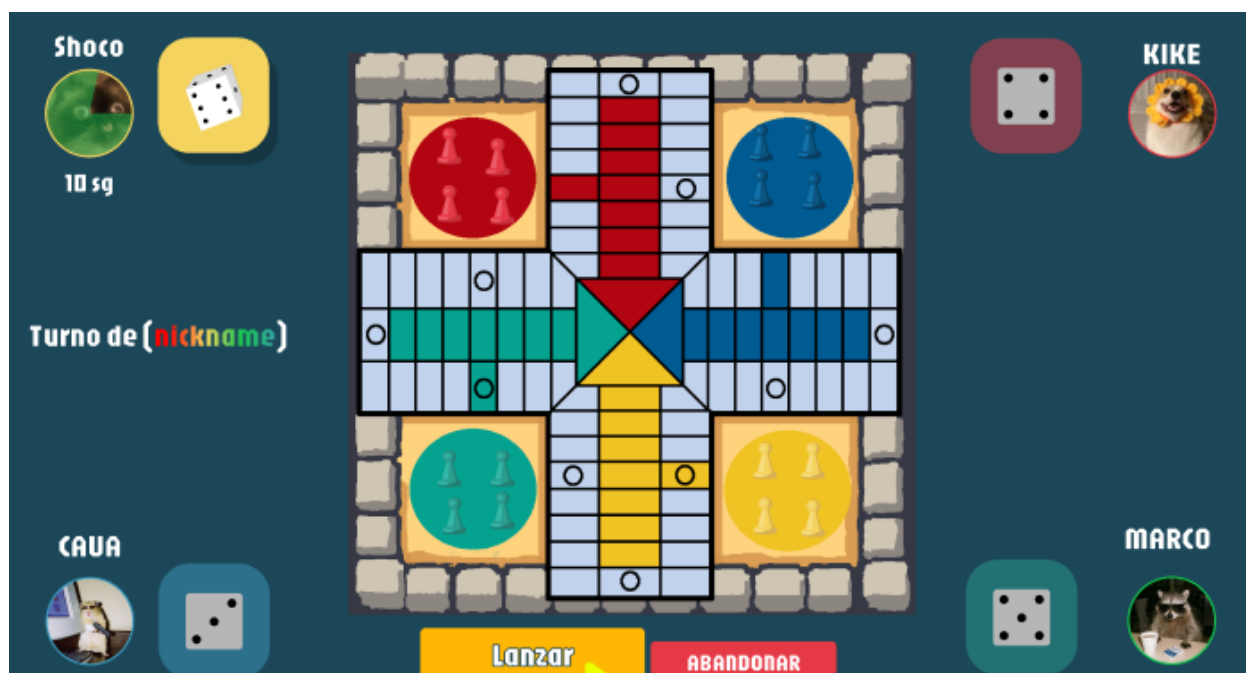 Shoco
KIKE
10 sg
Turno de (nickname)
CAUA
MARCO
Lanzar
ABANDONAR